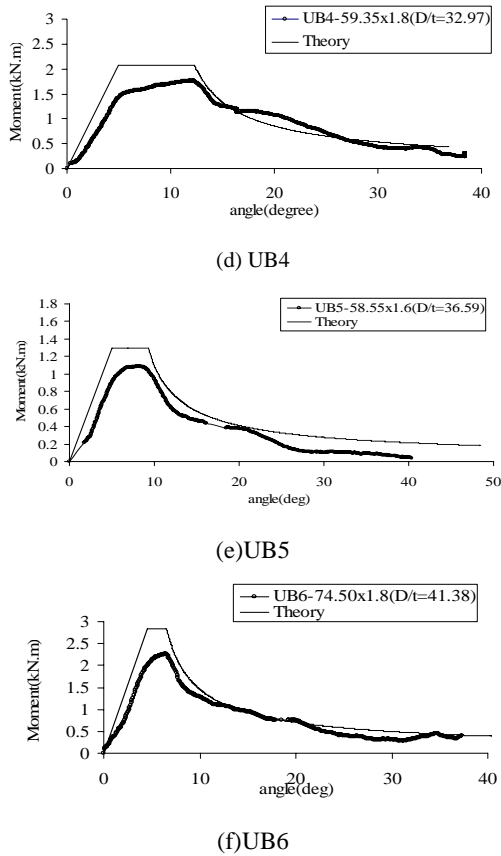 UB4-59.35x1.8(D/t=32.97)
Theory
Moment(kN.m)
3
2.5
2
1.5
1
0.5
0
0 10 20 30 40
angle(degree)
(d) UB4
UB5-58.55x1.6(D/t=36.59)
Theory
Moment(kN.m)
1.8
1.6
1.4
1.2
1
0.8
0.6
0.4
0.2
0
0 10 20 30 40 50
angle(deg)
(e)UB5
UB6-74.50x1.8(D/t=41.38)
Theory
Moment(kN.m)
3
2.5
2
1.5
1
0.5
0
0 10 20 30 40
angle(deg)
(f)UB6